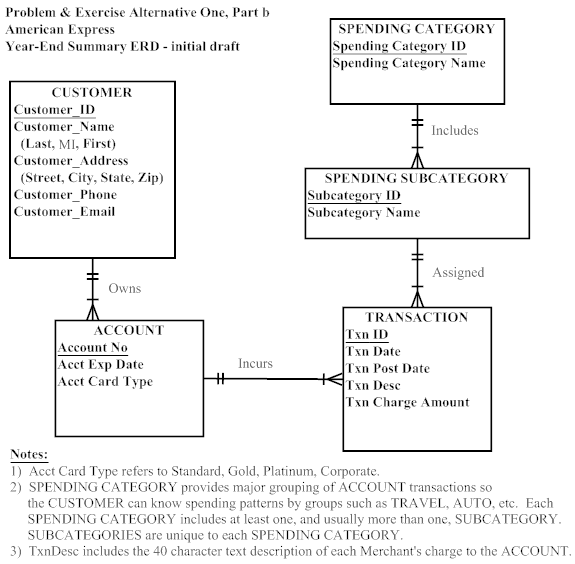 Problem & Exercise Alternative One, Part b
American Express
Year-End Summary ERD - initial draft
SPENDING CATEGORY
Spending Category ID
Spending Category Name
CUSTOMER
Customer_ID
Customer_Name
(Last, MI, First)
Customer_Address
(Street, City, State, Zip)
Customer_Phone
Customer_Email
Includes
SPENDING SUBCATEGORY
Subcategory ID
Subcategory Name
Owns
Assigned
ACCOUNT
Account No
Acct Exp Date
Acct Card Type
Incurs
TRANSACTION
Txn ID
Txn Date
Txn Post Date
Txn Desc
Txn Charge Amount
Notes:
1) Acct Card Type refers to Standard, Gold, Platinum, Corporate.
2) SPENDING CATEGORY provides major grouping of ACCOUNT transactions so
the CUSTOMER can know spending patterns by groups such as TRAVEL, AUTO, etc. Each
SPENDING CATEGORY includes at least one, and usually more than one, SUBCATEGORY.
SUBCATEGORIES are unique to each SPENDING CATEGORY.
3) TxnDesc includes the 40 character text description of each Merchant's charge to the ACCOUNT.